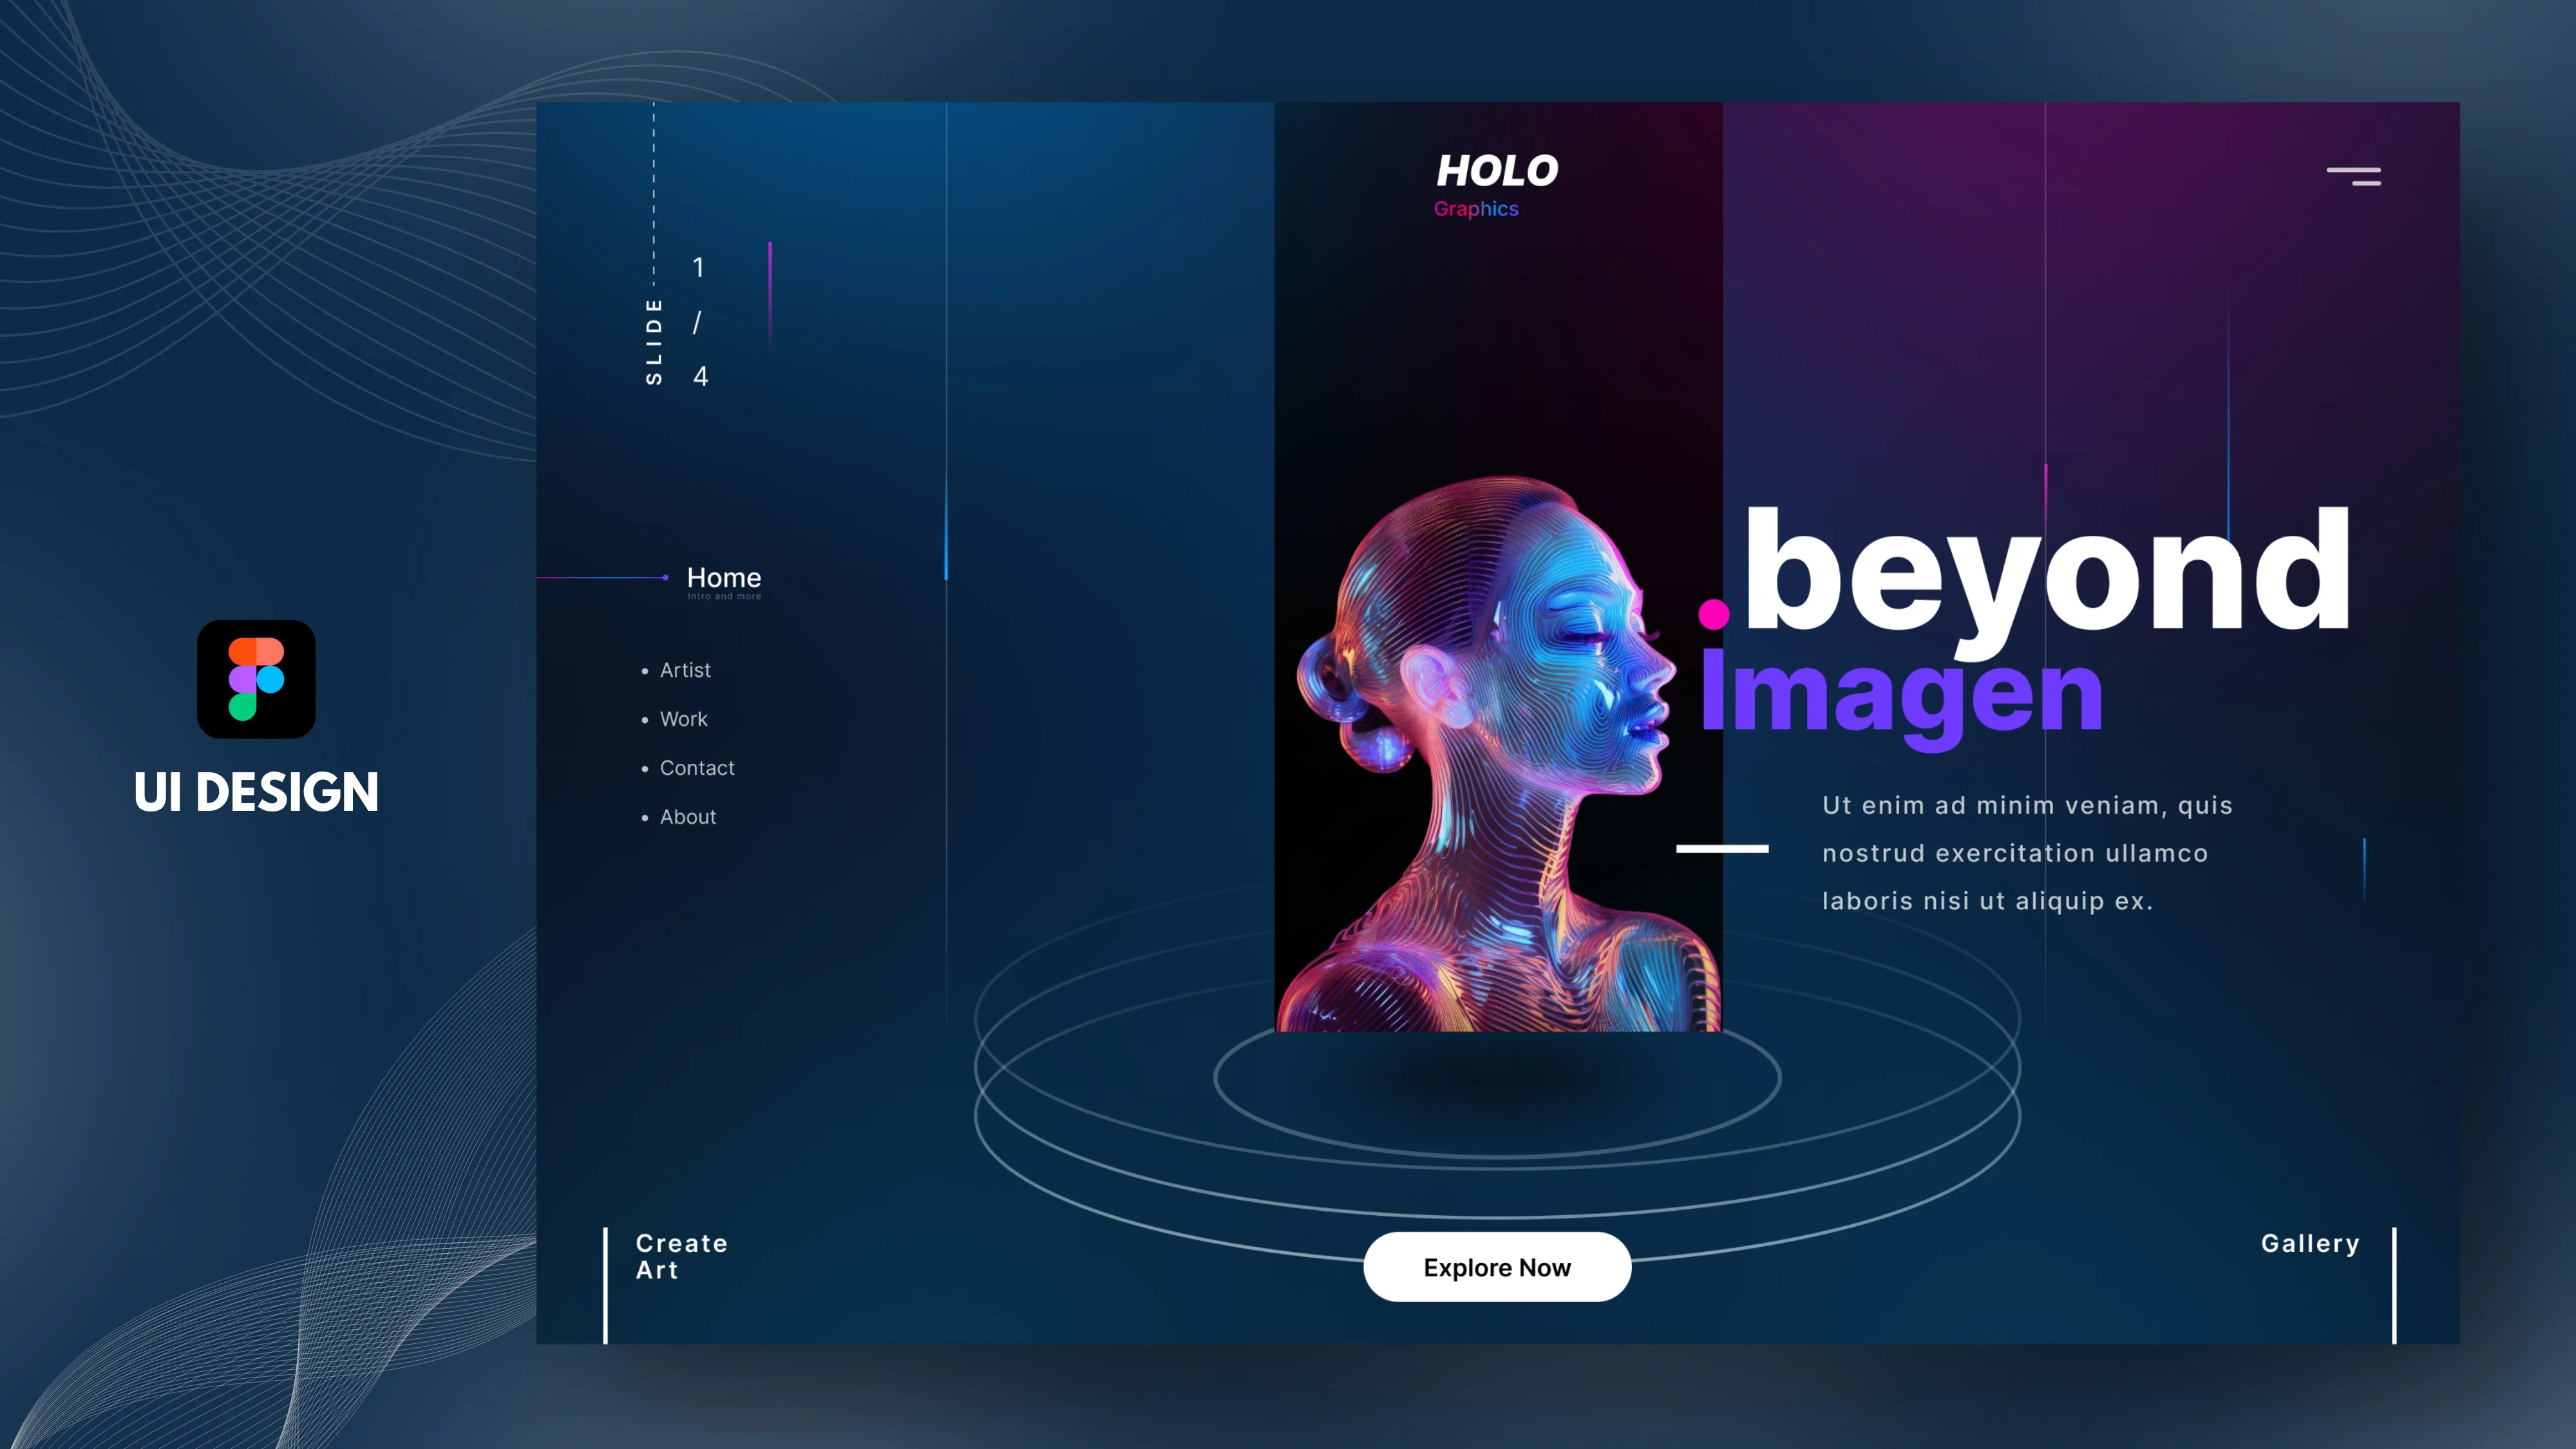 UI DESIGN
SLIDE
1
/
4
HOLO
Graphics
Home
Intro and more
Artist
Work
Contact
About
.beyond
Imagen
Ut enim ad minim veniam, quis
nostrud exercitation ullamco
laboris nisi ut aliquip ex.
Create
Art
Explore Now
Gallery